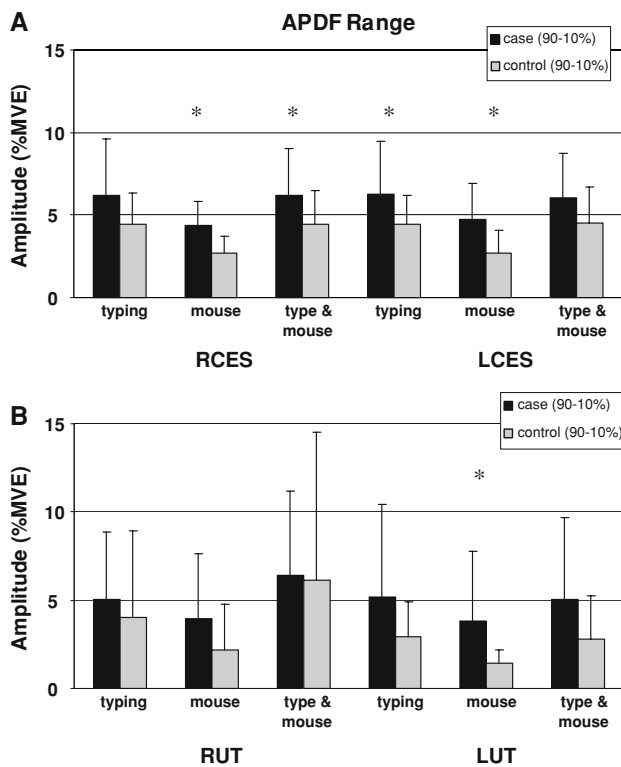 A
APDF Range
case (90-10%)
control (90-10%)
Amplitude (%MVE)
15
10
5
0
* * * *
typing mouse type & mouse typing mouse type & mouse
RCES LCES
B
case (90-10%)
control (90-10%)
Amplitude (%MVE)
15
10
5
0
*
typing mouse type & mouse typing mouse type & mouse
RUT LUT